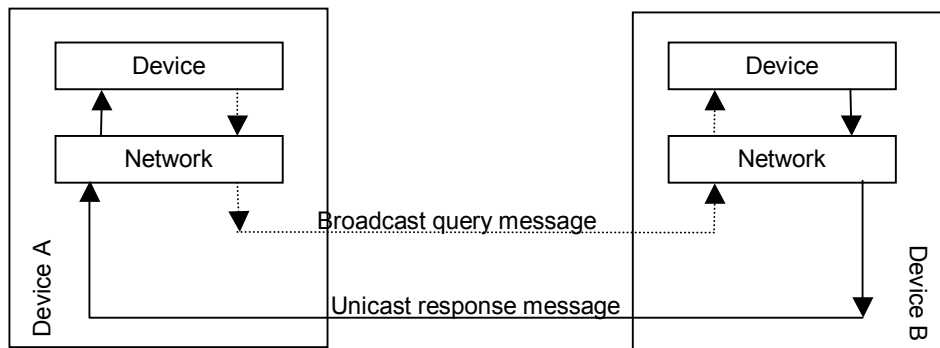 Device
Device
Network
Network
Broadcast query message
Device A
Device B
Unicast response message